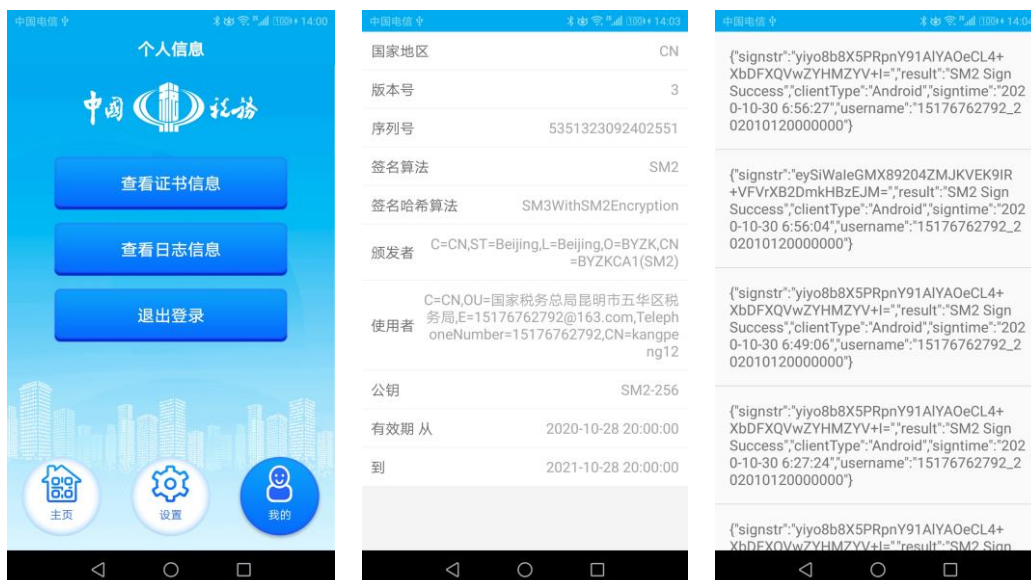 中国电信 100 14:00
个人信息
中国 税务
查看证书信息
查看日志信息
退出登录
主页
设置
我的
中国电信 100 14:03
国家地区 CN
版本号 3
序列号 5351323092402551
签名算法 SM2
签名哈希算法 SM3WithSM2Encryption
颁发者 C=CN,ST=Beijing,L=Beijing,O=BYZK,CN
=BYZKCA1(SM2)
C=CN,OU=国家税务总局昆明市五华区税
使用者 务局,E=15176762792@163.com,Teleph
oneNumber=15176762792,CN=kangpe
ng12
公钥 SM2-256
有效期 从 2020-10-28 20:00:00
到 2021-10-28 20:00:00
中国电信 100 14:04
{"signstr":"yiyo8b8X5PRpnY91AlYAOeCL4+
XbDFXQVwZYHMZYV+I=","result":"SM2 Sign
Success","clientType":"Android","signtime":"202
0-10-30 6:56:27","username":"15176762792_2
02010120000000"}
{"signstr":"eySiWaleGMX89204ZMJKVEK9IR
+VFVrXB2DmkHBzEJM=","result":"SM2 Sign
Success","clientType":"Android","signtime":"202
0-10-30 6:56:04","username":"15176762792_2
02010120000000"}
{"signstr":"yiyo8b8X5PRpnY91AlYAOeCL4+
XbDFXQVwZYHMZYV+I=","result":"SM2 Sign
Success","clientType":"Android","signtime":"202
0-10-30 6:49:06","username":"15176762792_2
02010120000000"}
{"signstr":"yiyo8b8X5PRpnY91AlYAOeCL4+
XbDFXQVwZYHMZYV+I=","result":"SM2 Sign
Success","clientType":"Android","signtime":"202
0-10-30 6:27:24","username":"15176762792_2
02010120000000"}
{"signstr":"yiyo8b8X5PRpnY91AlYAOeCL4+
XbDFXQVwZYHMZYV+I=","result":"SM2 Sign